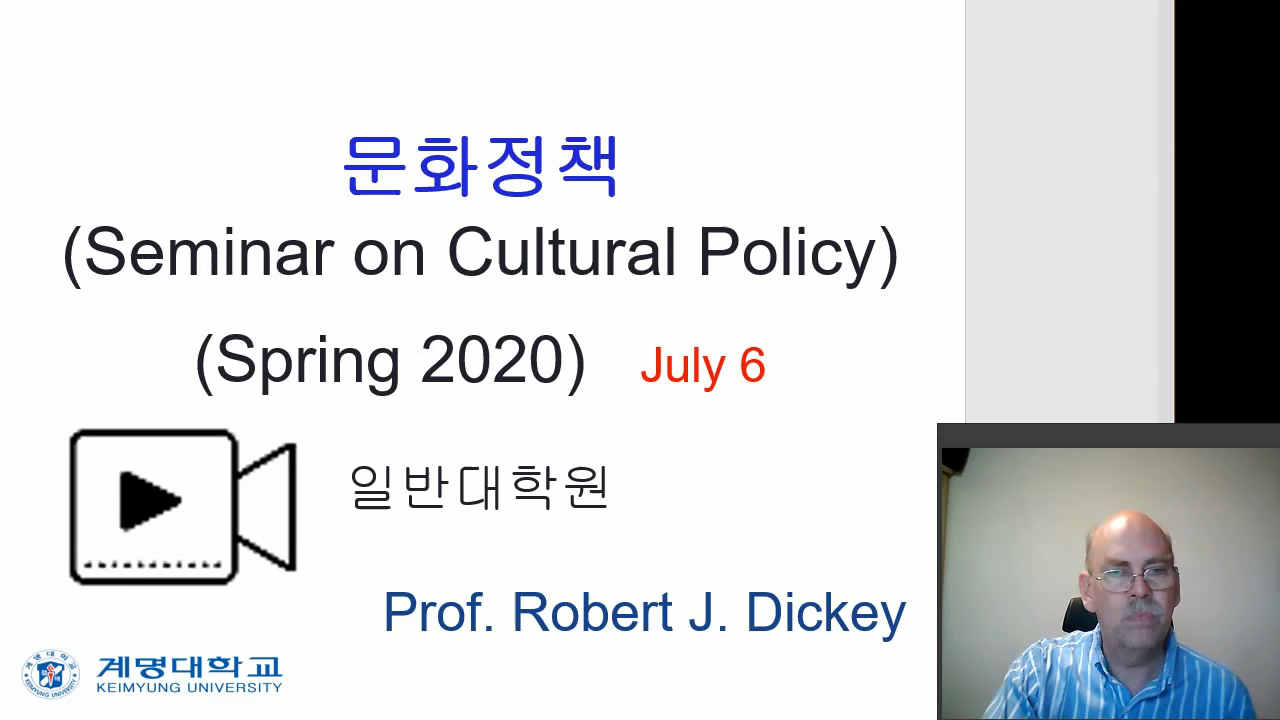 문화정책
(Seminar on Cultural Policy)
(Spring 2020) July 6
일반대학원
Prof. Robert J. Dickey
계명대학교
KEIMYUNG UNIVERSITY